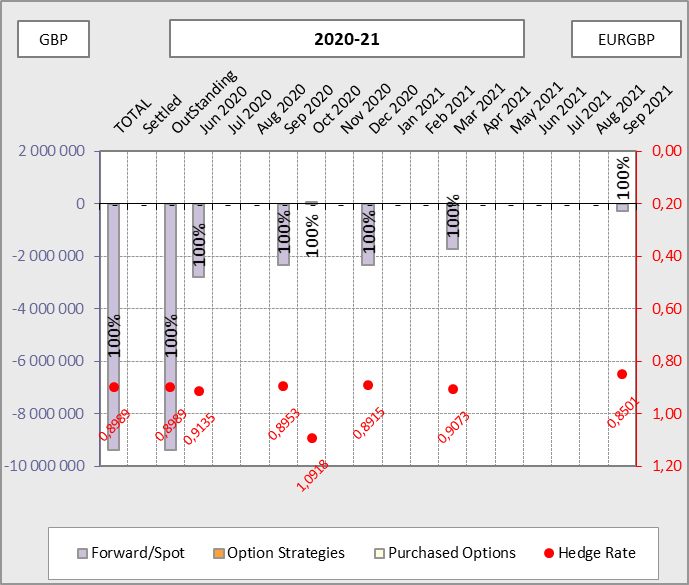 GBP
2020-21
EURGBP
TOTAL
Settled
OutStanding
Jun 2020
Jul 2020
Aug 2020
Sep 2020
Oct 2020
Nov 2020
Dec 2020
Jan 2021
Feb 2021
Mar 2021
Apr 2021
May 2021
Jun 2021
Jul 2021
Aug 2021
Sep 2021
2 000 000
0
-2 000 000
-4 000 000
-6 000 000
-8 000 000
-10 000 000
0,00
0,20
0,40
0,60
0,80
1,00
1,20
100%
100%
100%
100%
100%
100%
100%
100%
0,8989
0,8989
0,9135
0,8953
1,0918
0,8915
0,9073
0,8501
Forward/Spot
Option Strategies
Purchased Options
Hedge Rate